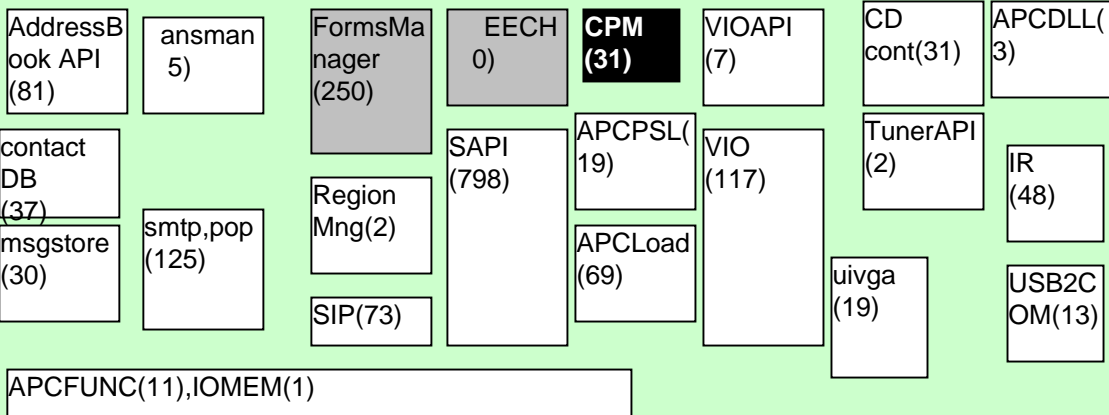 AddressB
ook API
(81)
ansman
5)
FormsMa
nager
(250)
EECH
0)
CPM
(31)
VIOAPI
(7)
CD
cont(31)
APCDLL(
3)
contact
DB
(37)
SAPI
(798)
APCPSL(
19)
VIO
(117)
TunerAPI
(2)
IR
(48)
Region
Mng(2)
msgstore
(30)
smtp,pop
(125)
APCLoad
(69)
uivga
(19)
USB2C
OM(13)
SIP(73)
APCFUNC(11),IOMEM(1)